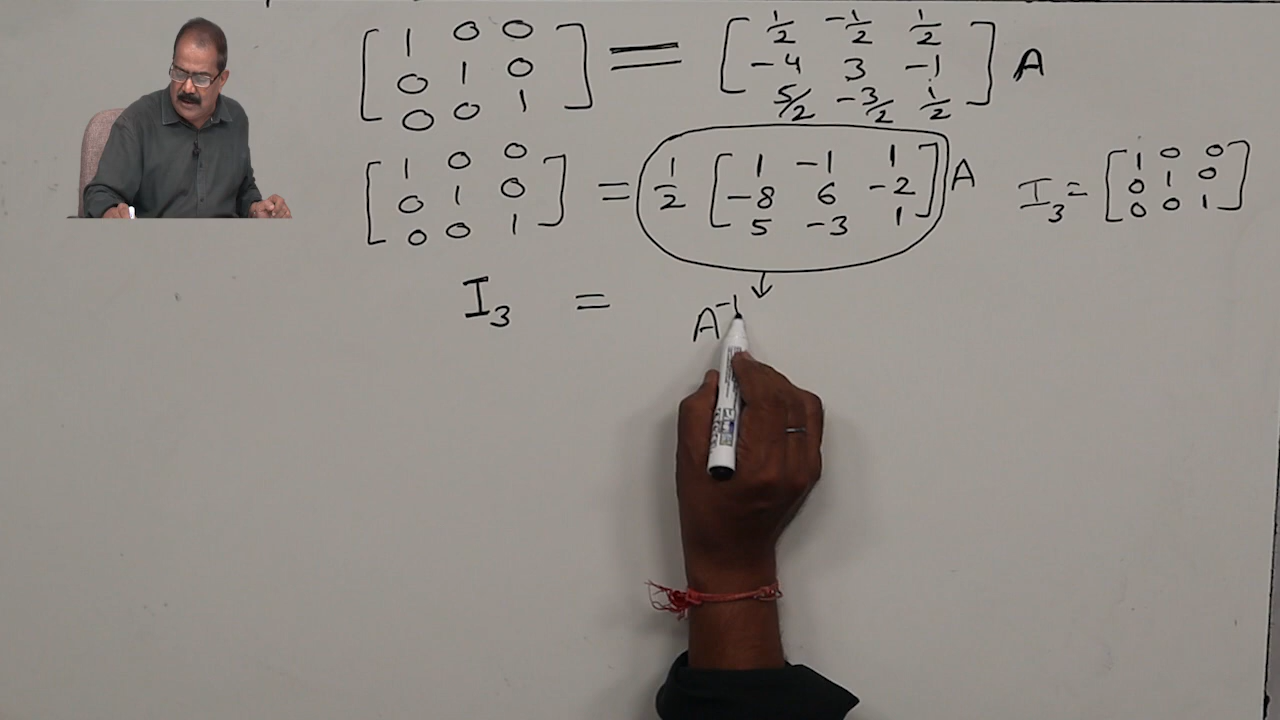 [1 0 0] = [1/2 -1/2 1/2] A
[0 1 0] [-4 3 -1]
[0 0 1] [5/2 -3/2 1/2]
[1 0 0] = 1/2 [1 -1 1] A I₃ = [1 0 0]
[0 1 0] [-8 6 -2] [0 1 0]
[0 0 1] [5 -3 1] [0 0 1]
↓
I₃ = A⁻¹